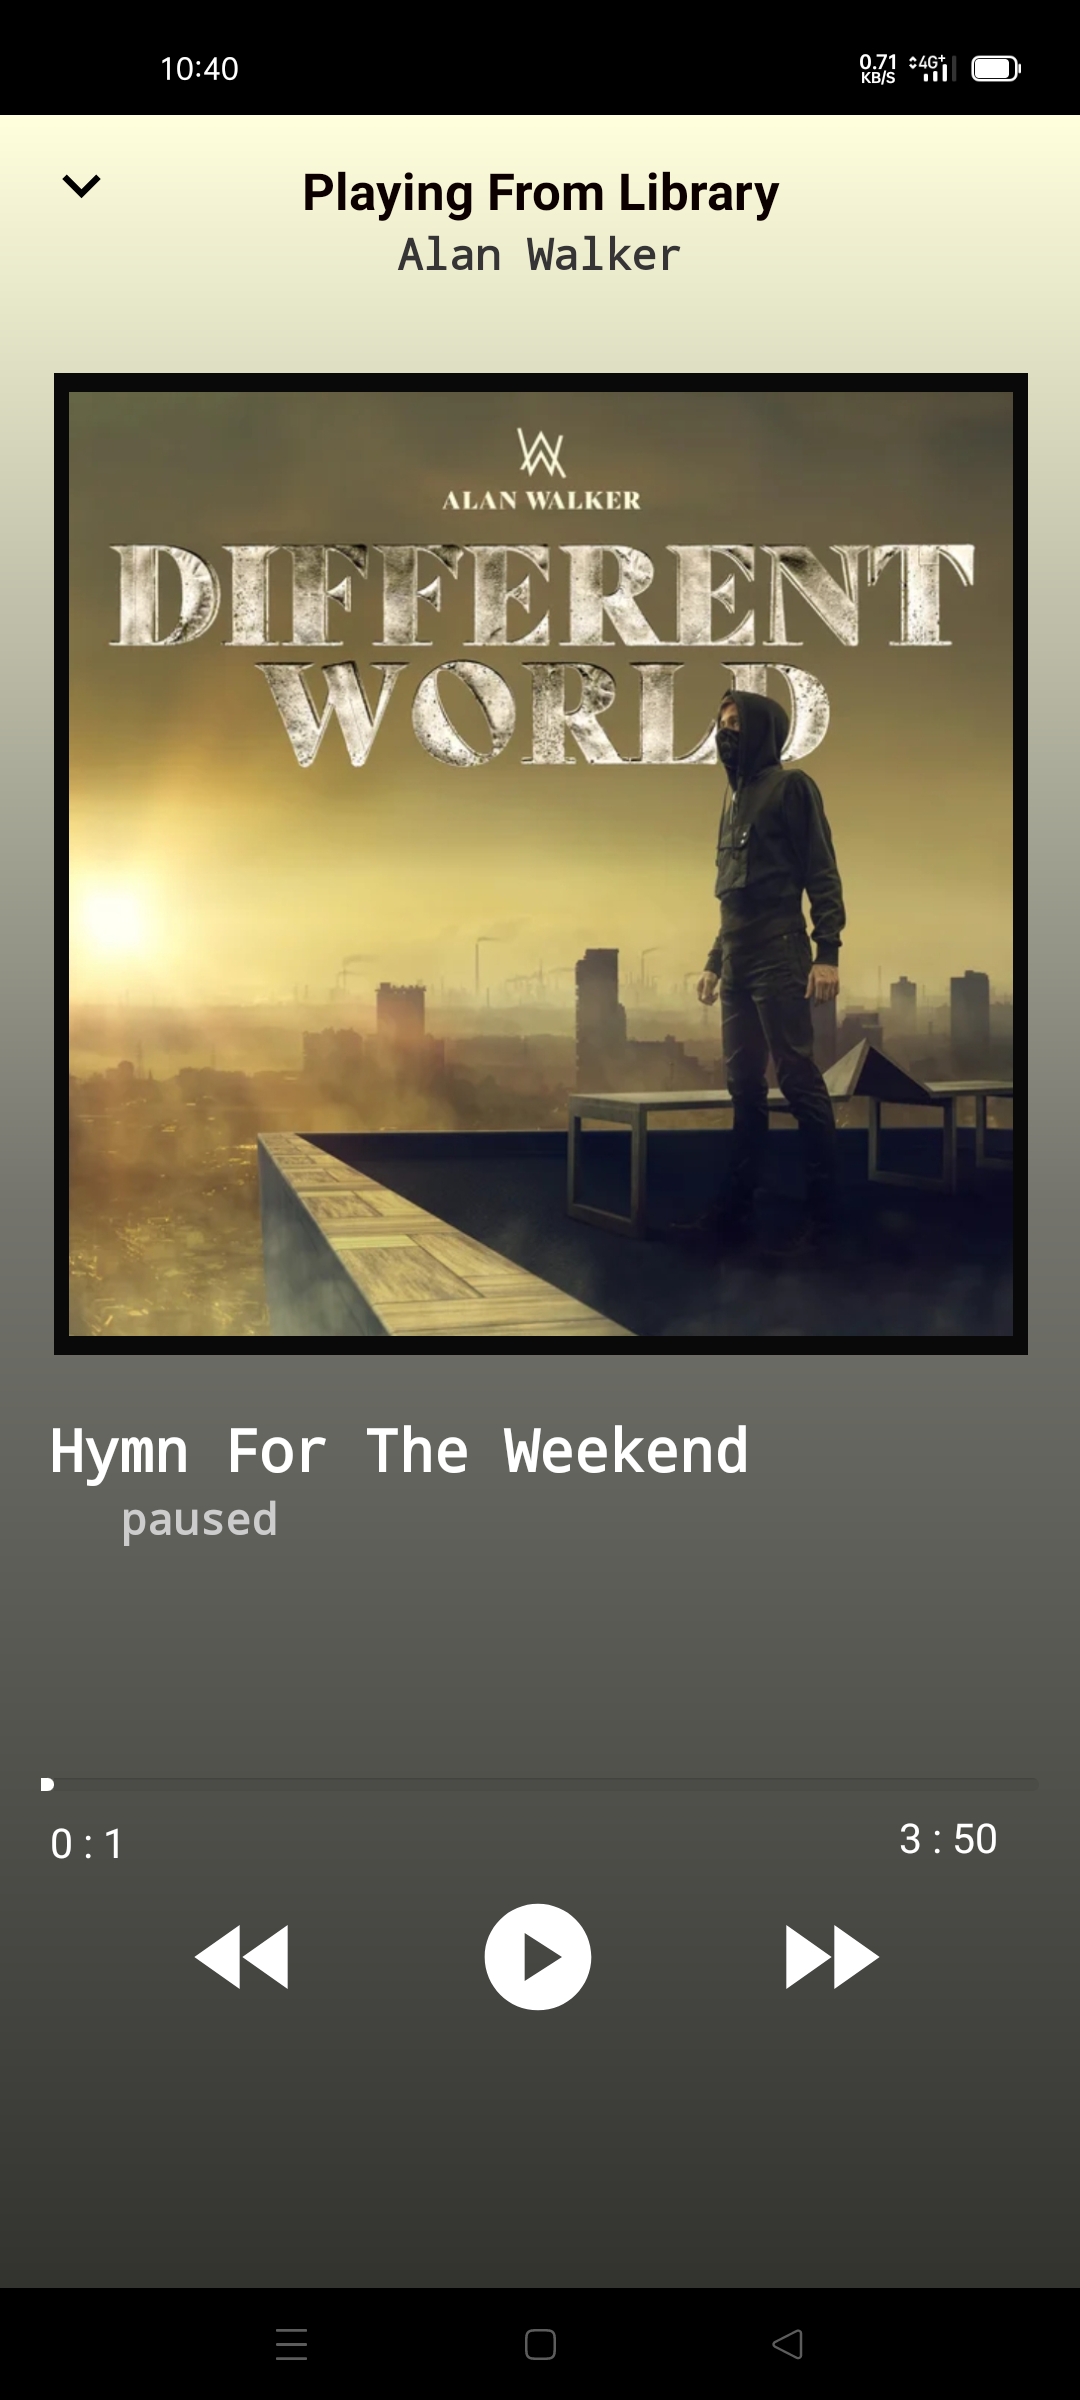 10:40
0.71
KB/S
4G+
Playing From Library
Alan Walker
ALAN WALKER
DIFFERENT
WORLD
Hymn For The Weekend
paused
0 : 1
3 : 50